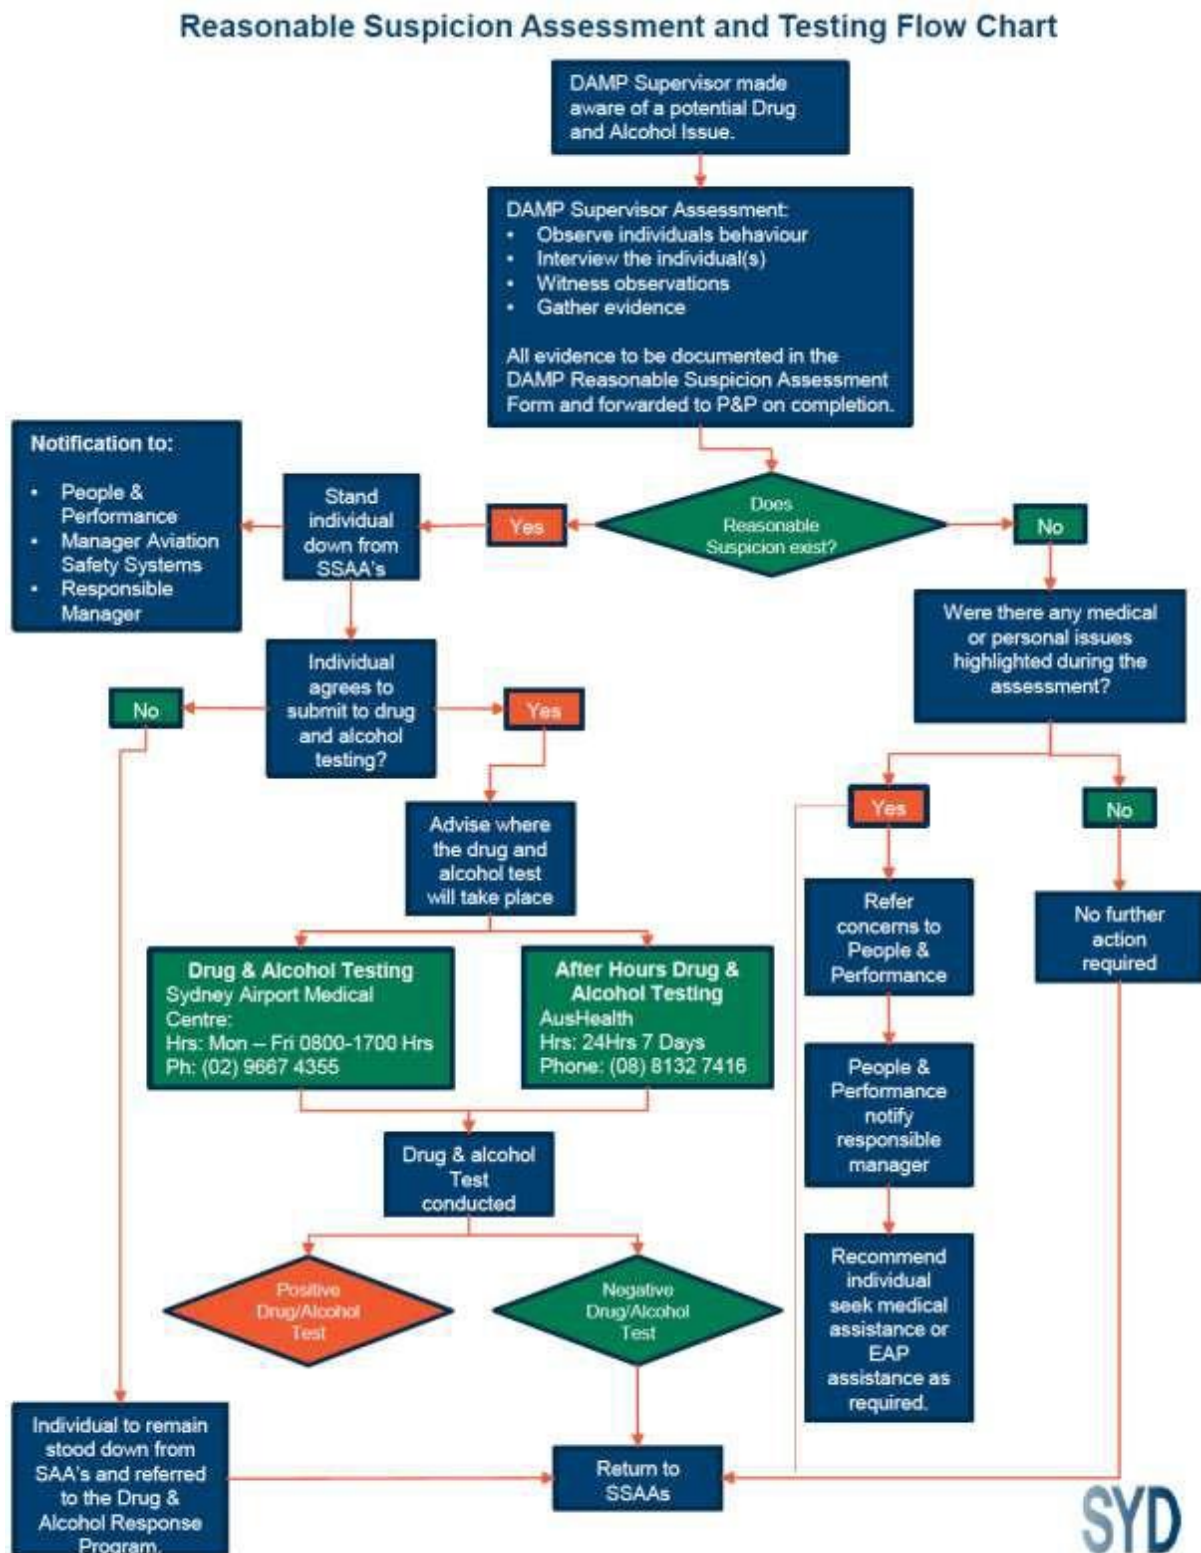 Reasonable Suspicion Assessment and Testing Flow Chart
DAMP Supervisor made
aware of a potential Drug
and Alcohol Issue.
DAMP Supervisor Assessment:
• Observe individuals behaviour
• Interview the individual(s)
• Witness observations
• Gather evidence
All evidence to be documented in the
DAMP Reasonable Suspicion Assessment
Form and forwarded to P&P on completion.
Notification to:
• People &
Performance
• Manager Aviation
Safety Systems
• Responsible
Manager
Stand
individual
down from
SSAA's
Yes
Does
Reasonable
Suspicion exist?
No
Were there any medical
or personal issues
highlighted during the
assessment?
Individual
agrees to
submit to drug
and alcohol
testing?
No
Yes
Yes
No
Advise where
the drug and
alcohol test
will take place
Refer
concerns to
People &
Performance
No further
action
required
Drug & Alcohol Testing
Sydney Airport Medical
Centre:
Hrs: Mon – Fri 0800-1700 Hrs
Ph: (02) 9667 4355
After Hours Drug &
Alcohol Testing
AusHealth
Hrs: 24Hrs 7 Days
Phone: (08) 8132 7416
People &
Performance
notify
responsible
manager
Drug & alcohol
Test
conducted
Positive
Drug/Alcohol
Test
Negative
Drug/Alcohol
Test
Recommend
individual
seek medical
assistance or
EAP
assistance as
required.
Individual to remain
stood down from
SAA's and referred
to the Drug &
Alcohol Response
Program.
Return to
SSAAs
SYD